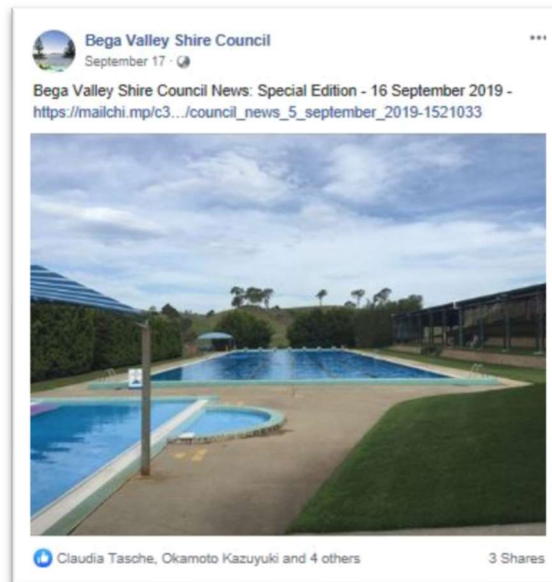 Bega Valley Shire Council
September 17 ·
Bega Valley Shire Council News: Special Edition - 16 September 2019 -
https://mailchi.mp/c3.../council_news_5_september_2019-1521033
Claudia Tasche, Okamoto Kazuyuki and 4 others
3 Shares